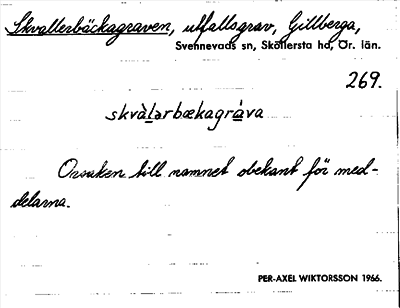 Skvallerbäckagraven, utfallsgrav, Gillberga,
Svennevads sn, Sköllersta hd, Ör. län.
269.
skvàlərbækagràva
Orsaken till namnet obekant för med-
delarna.
PER-AXEL WIKTORSSON 1966.